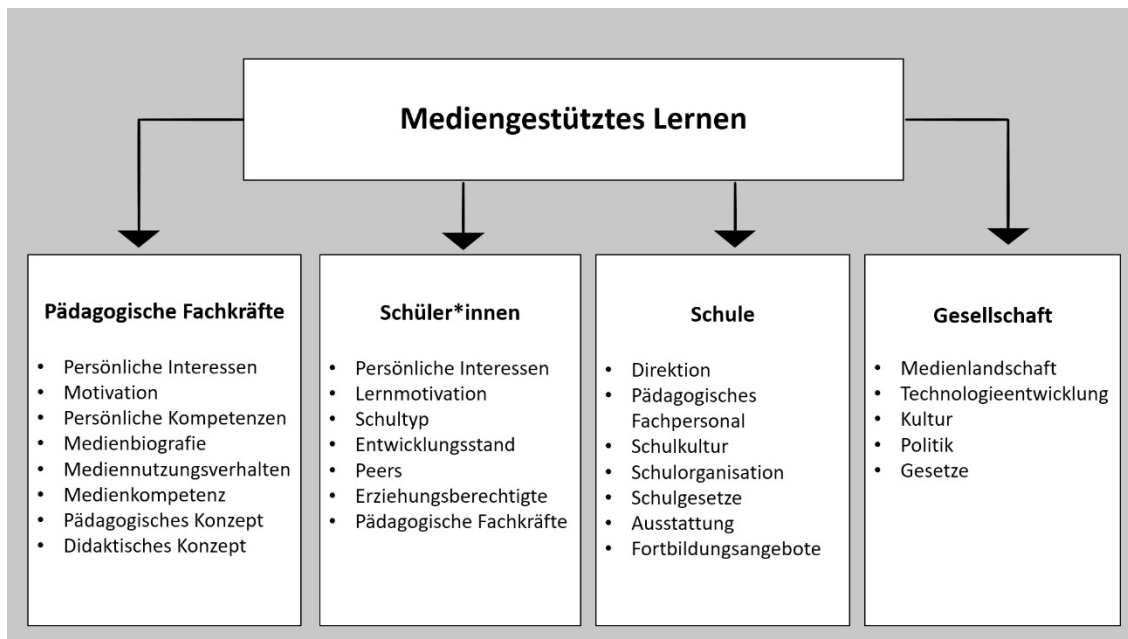 Mediengestütztes Lernen
Pädagogische Fachkräfte
• Persönliche Interessen
• Motivation
• Persönliche Kompetenzen
• Medienbiografie
• Mediennutzungsverhalten
• Medienkompetenz
• Pädagogisches Konzept
• Didaktisches Konzept
Schüler*innen
• Persönliche Interessen
• Lernmotivation
• Schultyp
• Entwicklungsstand
• Peers
• Erziehungsberechtigte
• Pädagogische Fachkräfte
Schule
• Direktion
• Pädagogisches
Fachpersonal
• Schulkultur
• Schulorganisation
• Schulgesetze
• Ausstattung
• Fortbildungsangebote
Gesellschaft
• Medienlandschaft
• Technologieentwicklung
• Kultur
• Politik
• Gesetze